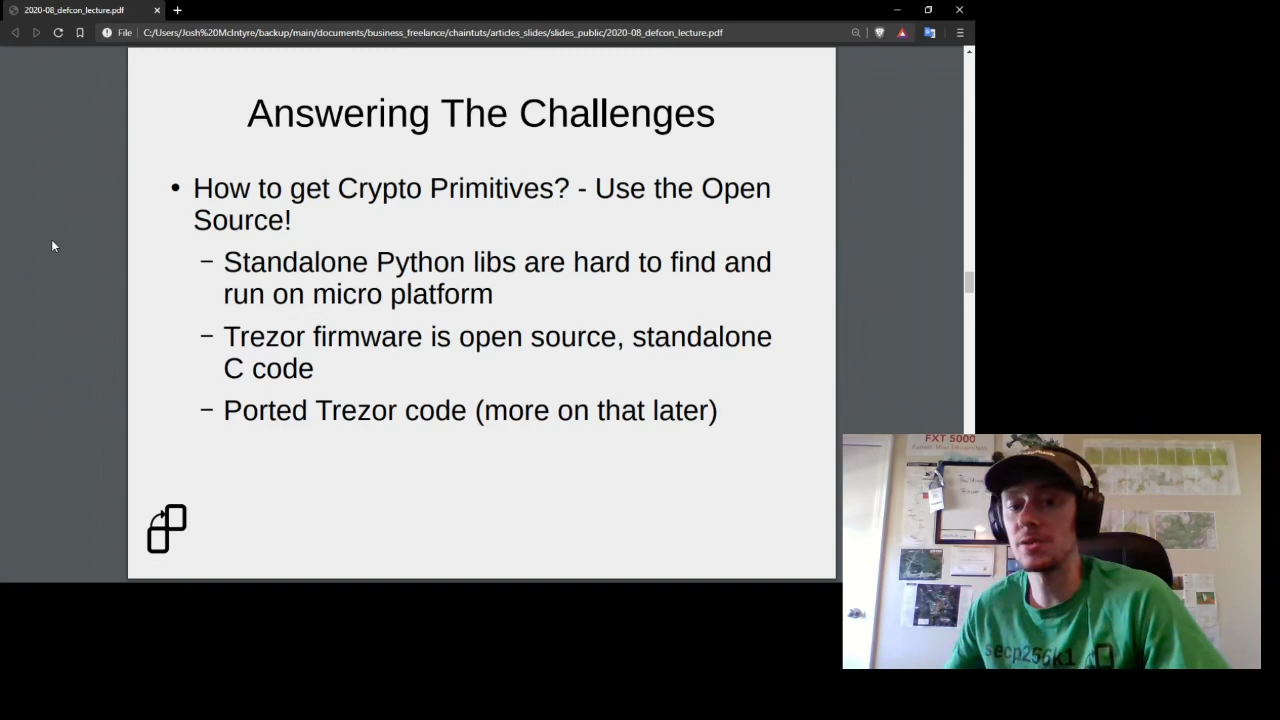 2020-08_defcon_lecture.pdf
File
C:/Users/Josh%20McIntyre/backup/main/documents/business_freelance/chaintuts/articles_slides/slides_public/2020-08_defcon_lecture.pdf
Answering The Challenges
• How to get Crypto Primitives? - Use the Open
Source!
– Standalone Python libs are hard to find and
run on micro platform
– Trezor firmware is open source, standalone
C code
– Ported Trezor code (more on that later)
FXT 5000
secp256k1